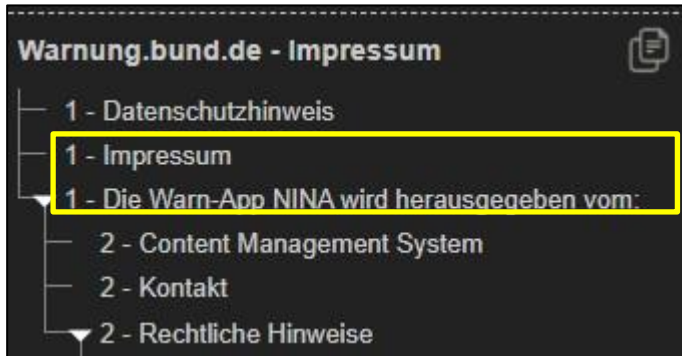 Warnung.bund.de - Impressum
1 - Datenschutzhinweis
1 - Impressum
1 - Die Warn-App NINA wird herausgegeben vom:
2 - Content Management System
2 - Kontakt
2 - Rechtliche Hinweise